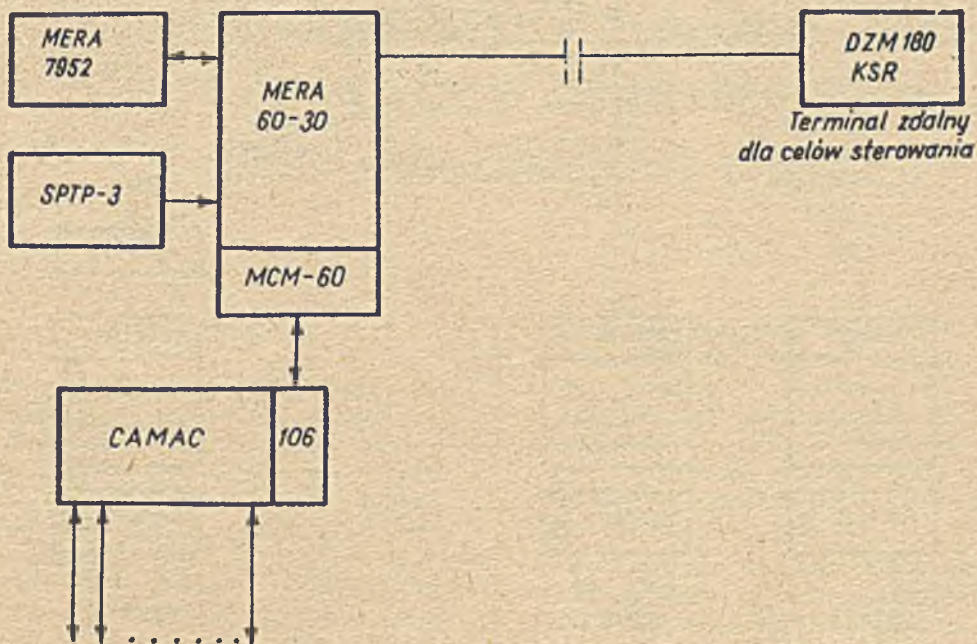 MERA
7952
MERA
60-30
DZM 180
KSR
Terminal zdalny
dla celów sterowania
SPTP-3
MCM-60
CAMAC
106